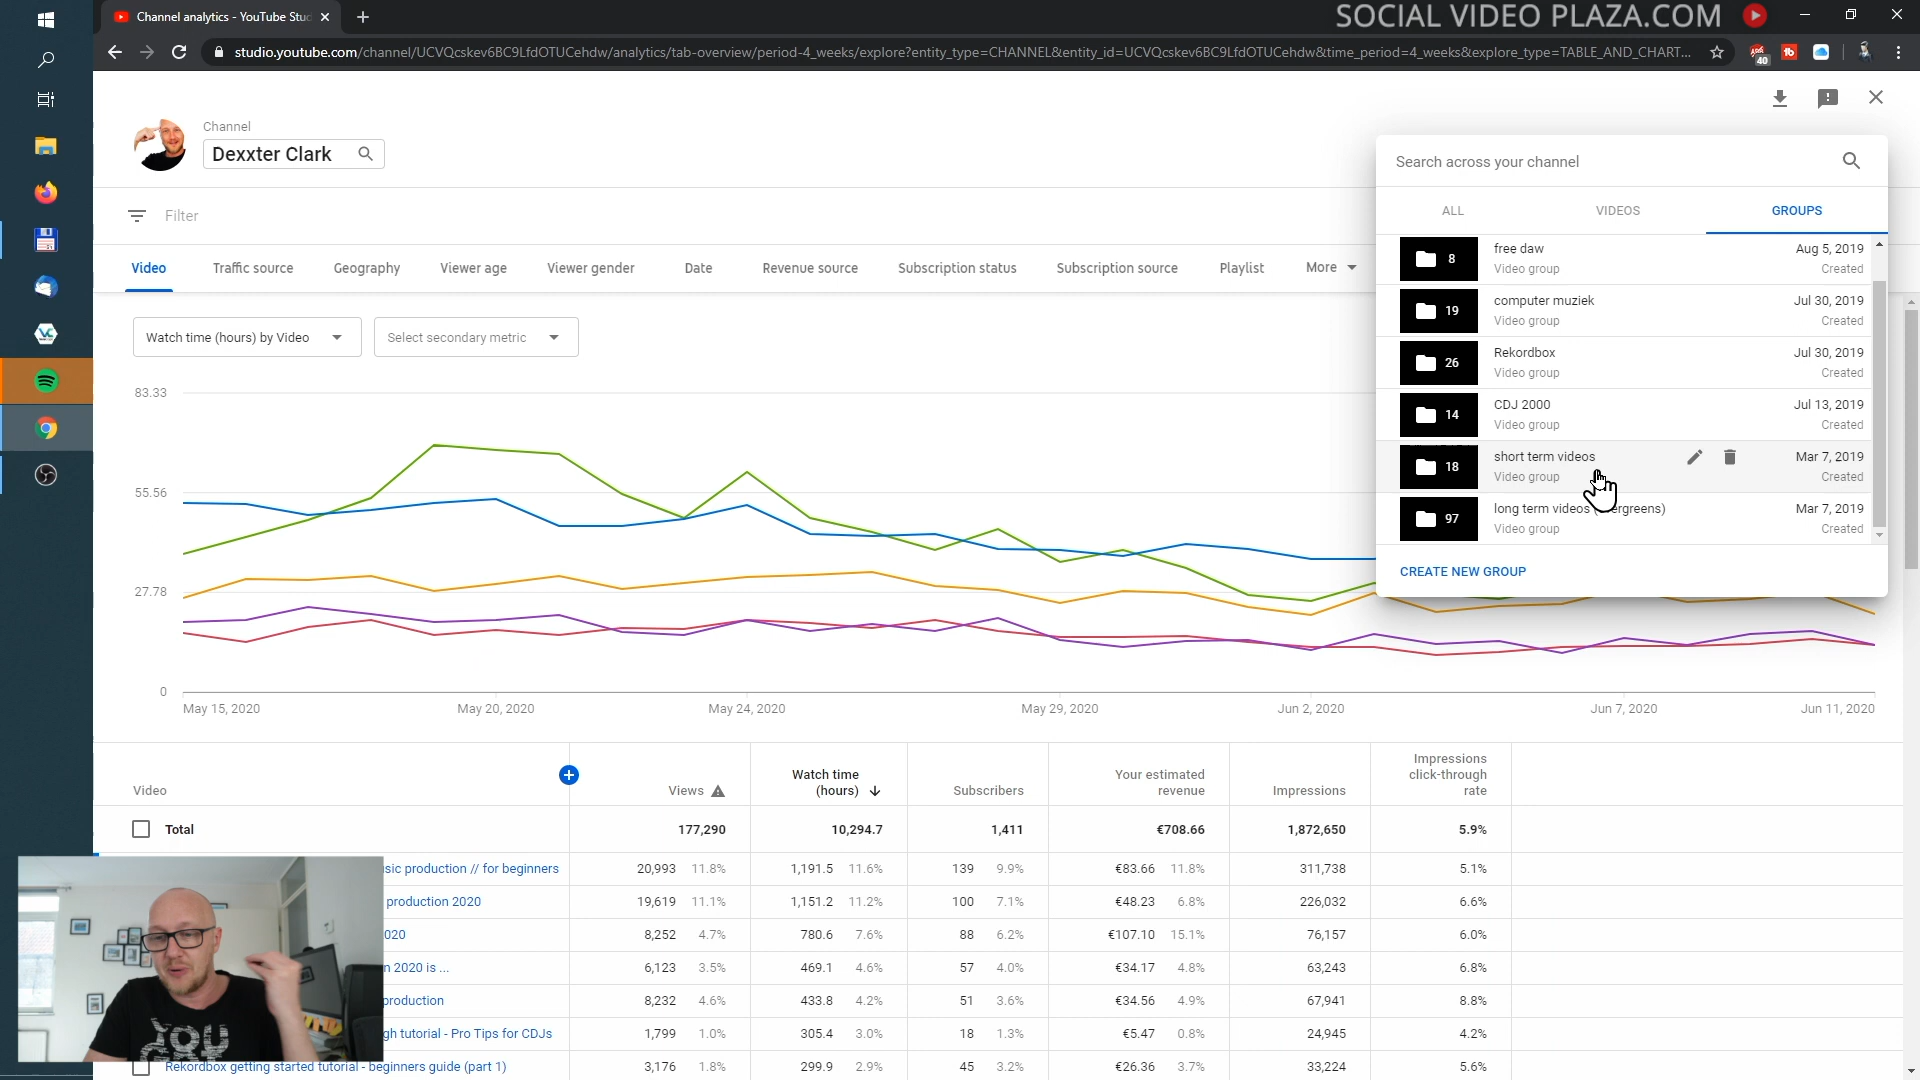 Channel analytics - YouTube Stud
SOCIAL VIDEO PLAZA.COM
studio.youtube.com/channel/UCVQcskev6BC9LfdOTUCehdw/analytics/tab-overview/period-4_weeks/explore?entity_type=CHANNEL&entity_id=UCVQcskev6BC9LfdOTUCehdw&time_period=4_weeks&explore_type=TABLE_AND_CHART...
40
Channel
Dexxter Clark
Search across your channel
Filter
ALL VIDEOS GROUPS
8 free daw Aug 5, 2019
Video group Created
Video Traffic source Geography Viewer age Viewer gender Date Revenue source Subscription status Subscription source Playlist More
19 computer muziek Jul 30, 2019
Video group Created
Watch time (hours) by Video Select secondary metric
26 Rekordbox Jul 30, 2019
Video group Created
14 CDJ 2000 Jul 13, 2019
Video group Created
18 short term videos Mar 7, 2019
Video group Created
97 long term videos ergreens) Mar 7, 2019
Video group Created
CREATE NEW GROUP
83.33
55.56
27.78
0
May 15, 2020 May 20, 2020 May 24, 2020 May 29, 2020 Jun 2, 2020 Jun 7, 2020 Jun 11, 2020
Video Views Watch time (hours) Subscribers Your estimated revenue Impressions Impressions click-through rate
Total 177,290 10,294.7 1,411 €708.66 1,872,650 5.9%
sic production // for beginners 20,993 11.8% 1,191.5 11.6% 139 9.9% €83.66 11.8% 311,738 5.1%
production 2020 19,619 11.1% 1,151.2 11.2% 100 7.1% €48.23 6.8% 226,032 6.6%
020 8,252 4.7% 780.6 7.6% 88 6.2% €107.10 15.1% 76,157 6.0%
n 2020 is ... 6,123 3.5% 469.1 4.6% 57 4.0% €34.17 4.8% 63,243 6.8%
production 8,232 4.6% 433.8 4.2% 51 3.6% €34.56 4.9% 67,941 8.8%
gh tutorial - Pro Tips for CDJs 1,799 1.0% 305.4 3.0% 18 1.3% €5.47 0.8% 24,945 4.2%
Rekordbox getting started tutorial - beginners guide (part 1) 3,176 1.8% 299.9 2.9% 45 3.2% €26.36 3.7% 33,224 5.6%
YOU